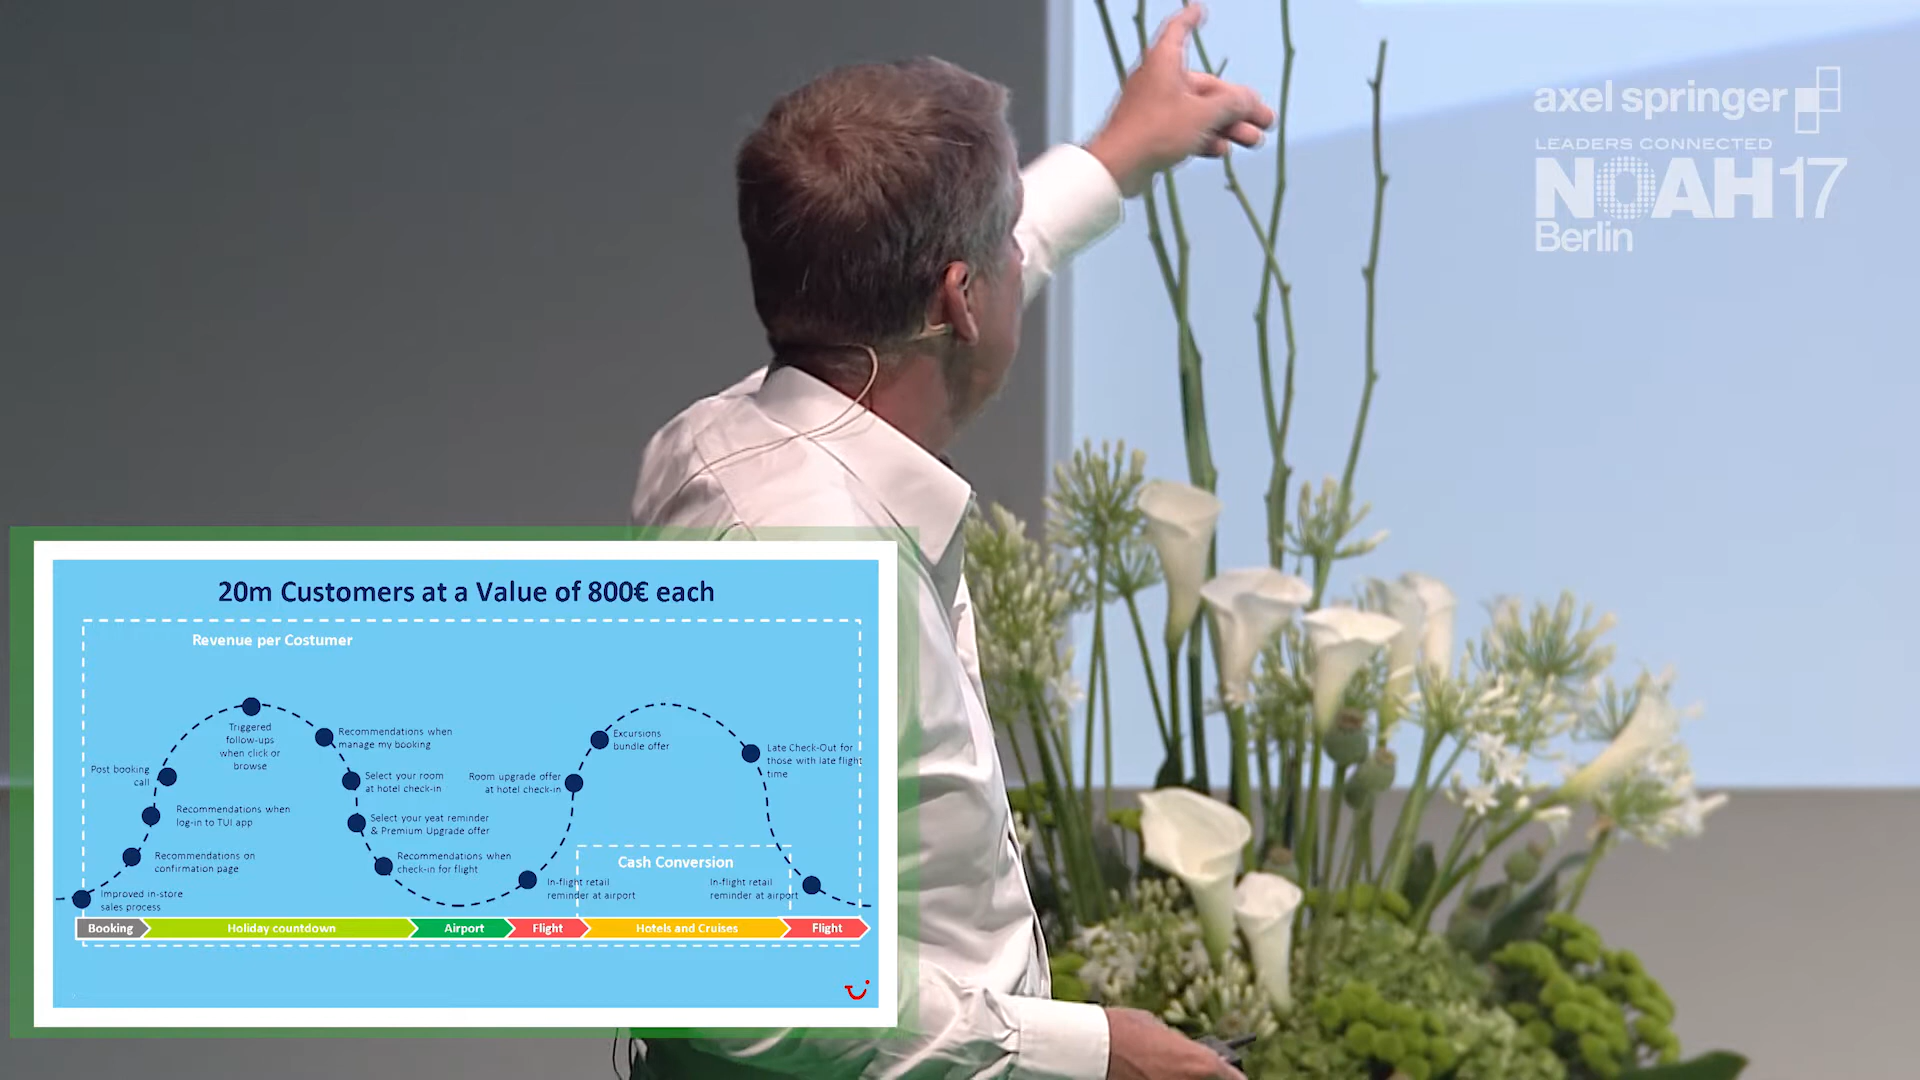 axel springer
LEADERS CONNECTED
NOAH17
Berlin
20m Customers at a Value of 800€ each
Revenue per Costumer
Triggered
follow-ups
when click or
browse
Recommendations when
manage my booking
Post booking
call
Select your room
at hotel check-in
Recommendations when
log-in to TUI app
Select your yeat reminder
& Premium Upgrade offer
Recommendations on
confirmation page
Recommendations when
check-in for flight
Improved in-store
sales process
Excursions
bundle offer
Late Check-Out for
those with late flight
time
Room upgrade offer
at hotel check-in
Cash Conversion
In-flight retail
reminder at airport
In-flight retail
reminder at airport
Booking
Holiday countdown
Airport
Flight
Hotels and Cruises
Flight